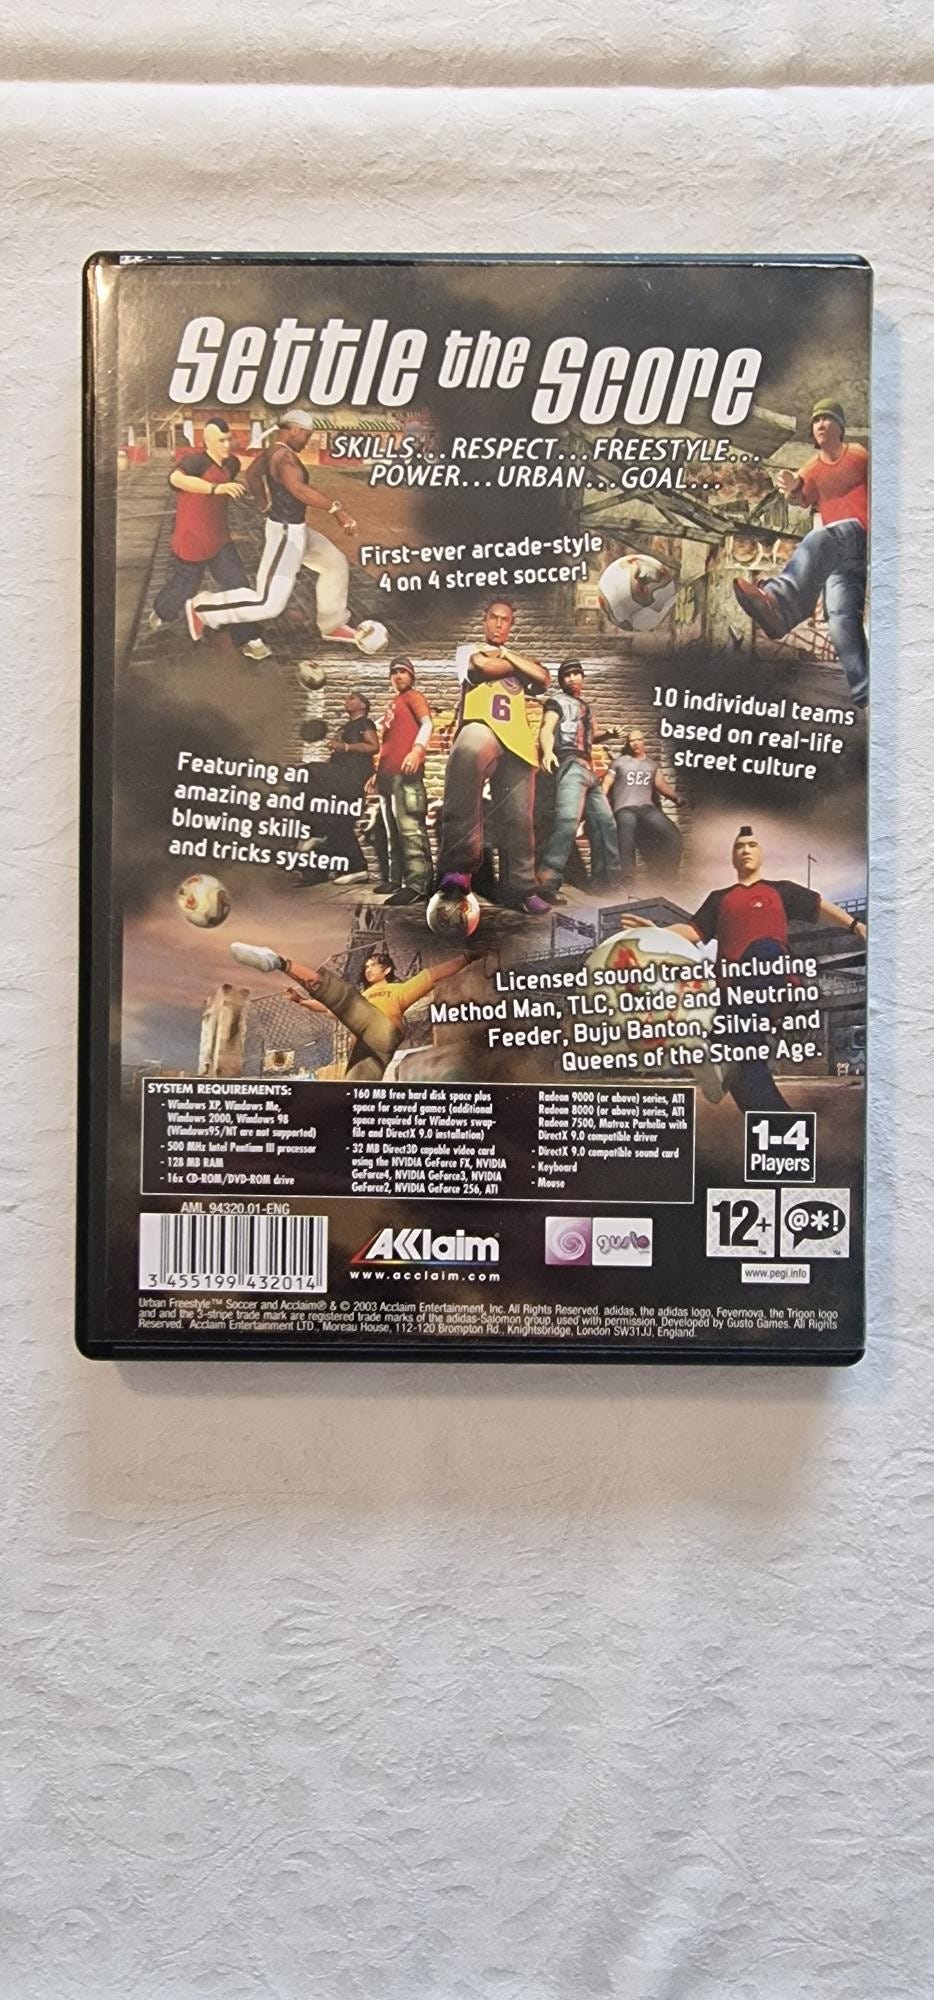 Settle the Score
SKILLS...RESPECT...FREESTYLE...
POWER...URBAN...GOAL...
First-ever arcade-style
4 on 4 street soccer!
6
SE2
10 individual teams
based on real-life
street culture
Featuring an
amazing and mind
blowing skills
and tricks system
Licensed sound track including
Method Man, TLC, Oxide and Neutrino
Feeder, Buju Banton, Silvia, and
Queens of the Stone Age.
SYSTEM REQUIREMENTS:
- Windows XP, Windows Me,
Windows 2000, Windows 98
(Windows95/NT are not supported)
- 500 MHz Intel Pentium III processor
- 128 MB RAM
- 16x CD-ROM/DVD-ROM drive
- 160 MB free hard disk space plus
space for saved games (additional
space required for Windows swap-
file and DirectX 9.0 installation)
- 32 MB Direct3D capable video card
using the NVIDIA GeForce FX, NVIDIA
GeForce4, NVIDIA GeForce3, NVIDIA
GeForce2, NVIDIA GeForce 256, ATI
Radeon 9000 (or above) series, ATI
Radeon 8000 (or above) series, ATI
Radeon 7500, Matrox Parhelia with
DirectX 9.0 compatible driver
- DirectX 9.0 compatible sound card
- Keyboard
- Mouse
1-4
Players
AML 94320.01-ENG
3 455199 432014
AKKlaim
www.acclaim.com
gusto
12+
@*!
www.pegi.info
Urban Freestyle™ Soccer and Acclaim® & © 2003 Acclaim Entertainment, Inc. All Rights Reserved. adidas, the adidas logo, Fevernova, the Trigon logo
and and the 3-stripe trade mark are registered trade marks of the adidas-Salomon group, used with permission. Developed by Gusto Games. All Rights
Reserved. Acclaim Entertainment LTD., Moreau House, 112-120 Brompton Rd., Knightsbridge, London SW31JJ, England.